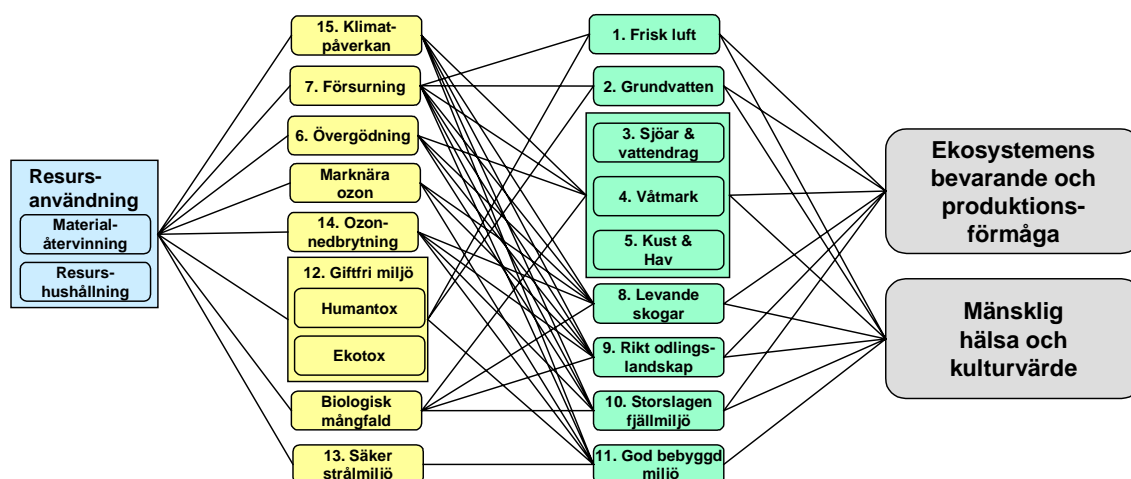 Resurs-
användning
Material-
återvinning
Resurs-
hushållning
15. Klimat-
påverkan
7. Försurning
6. Övergödning
Marknära
ozon
14. Ozon-
nedbrytning
12. Giftfri miljö
Humantox
Ekotox
Biologisk
mångfald
13. Säker
strålmiljö
1. Frisk luft
2. Grundvatten
3. Sjöar &
vattendrag
4. Våtmark
5. Kust &
Hav
8. Levande
skogar
9. Rikt odlings-
landskap
10. Storslagen
fjällmiljö
11. God bebyggd
miljö
Ekosystemens
bevarande och
produktions-
förmåga
Mänsklig
hälsa och
kulturvärde